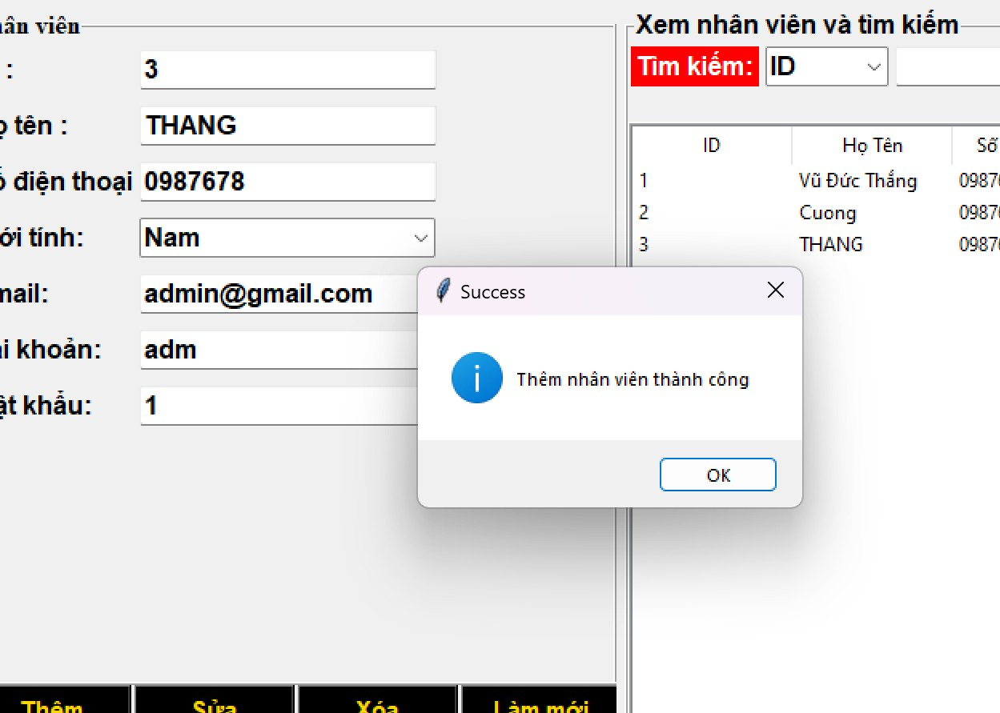 ân viên
:
3
ọ tên :
THANG
ố điện thoại
0987678
ới tính:
Nam
mail:
admin@gmail.com
ài khoản:
adm
ật khẩu:
1
Thêm
Sửa
Xóa
Làm mới
Xem nhân viên và tìm kiếm
Tìm kiếm:
ID
ID Họ Tên Số
1 Vũ Đức Thắng 0987
2 Cuong 0987
3 THANG 0987
Success
Thêm nhân viên thành công
OK